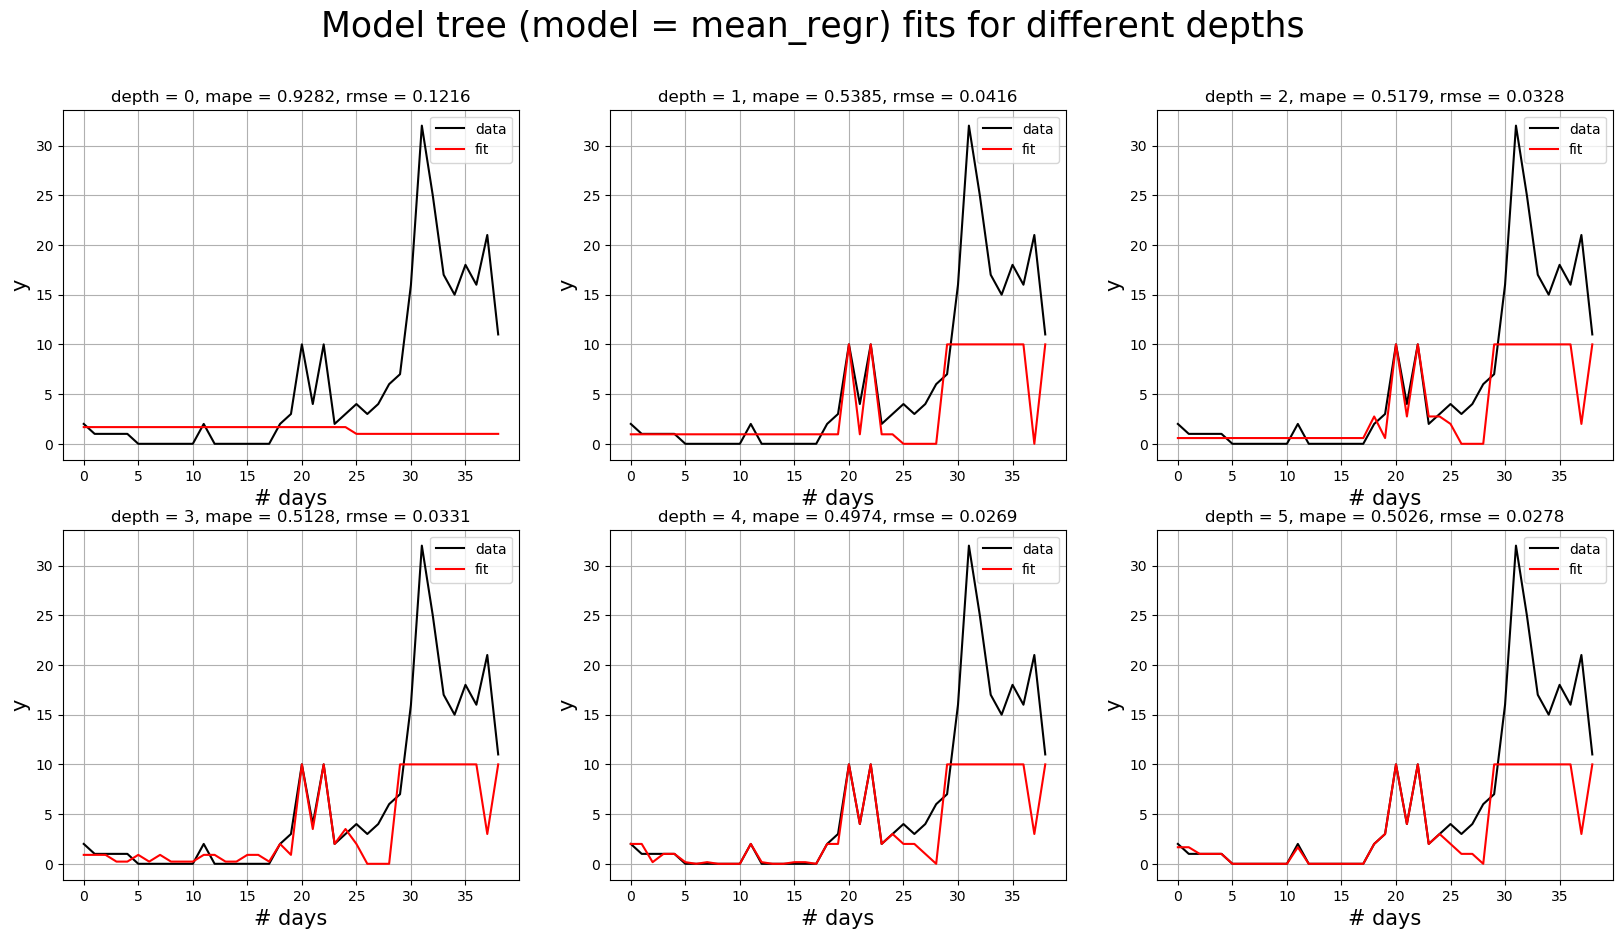 Model tree (model = mean_regr) fits for different depths
depth = 0, mape = 0.9282, rmse = 0.1216
data
fit
30
25
20
15
10
5
0
y
0 5 10 15 20 25 30 35
# days
depth = 1, mape = 0.5385, rmse = 0.0416
data
fit
30
25
20
15
10
5
0
y
0 5 10 15 20 25 30 35
# days
depth = 2, mape = 0.5179, rmse = 0.0328
data
fit
30
25
20
15
10
5
0
y
0 5 10 15 20 25 30 35
# days
depth = 3, mape = 0.5128, rmse = 0.0331
data
fit
30
25
20
15
10
5
0
y
0 5 10 15 20 25 30 35
# days
depth = 4, mape = 0.4974, rmse = 0.0269
data
fit
30
25
20
15
10
5
0
y
0 5 10 15 20 25 30 35
# days
depth = 5, mape = 0.5026, rmse = 0.0278
data
fit
30
25
20
15
10
5
0
y
0 5 10 15 20 25 30 35
# days